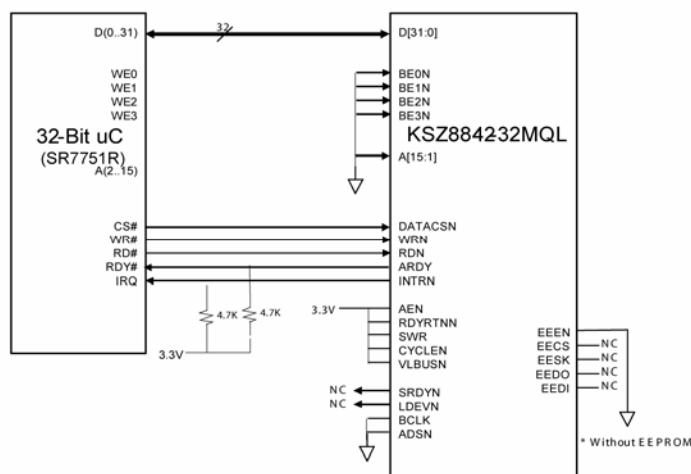 32
D(0..31)
D[31:0]
WE0
WE1
WE2
WE3
BE0N
BE1N
BE2N
BE3N
32-Bit uC
(SR7751R)
KSZ8842-32MQL
A(2..15)
A[15:1]
CS#
WR#
RD#
RDY#
IRQ
DATACSN
WRN
RDN
ARDY
INTRN
4.7K
4.7K
3.3V
3.3V
AEN
RDYRTNN
SWR
CYCLEN
VLBUSN
EEEN
EECS
EESK
EEDO
EEDI
NC
NC
NC
NC
NC
NC
SRDYN
LDEVN
BCLK
ADSN
* Without EEPROM